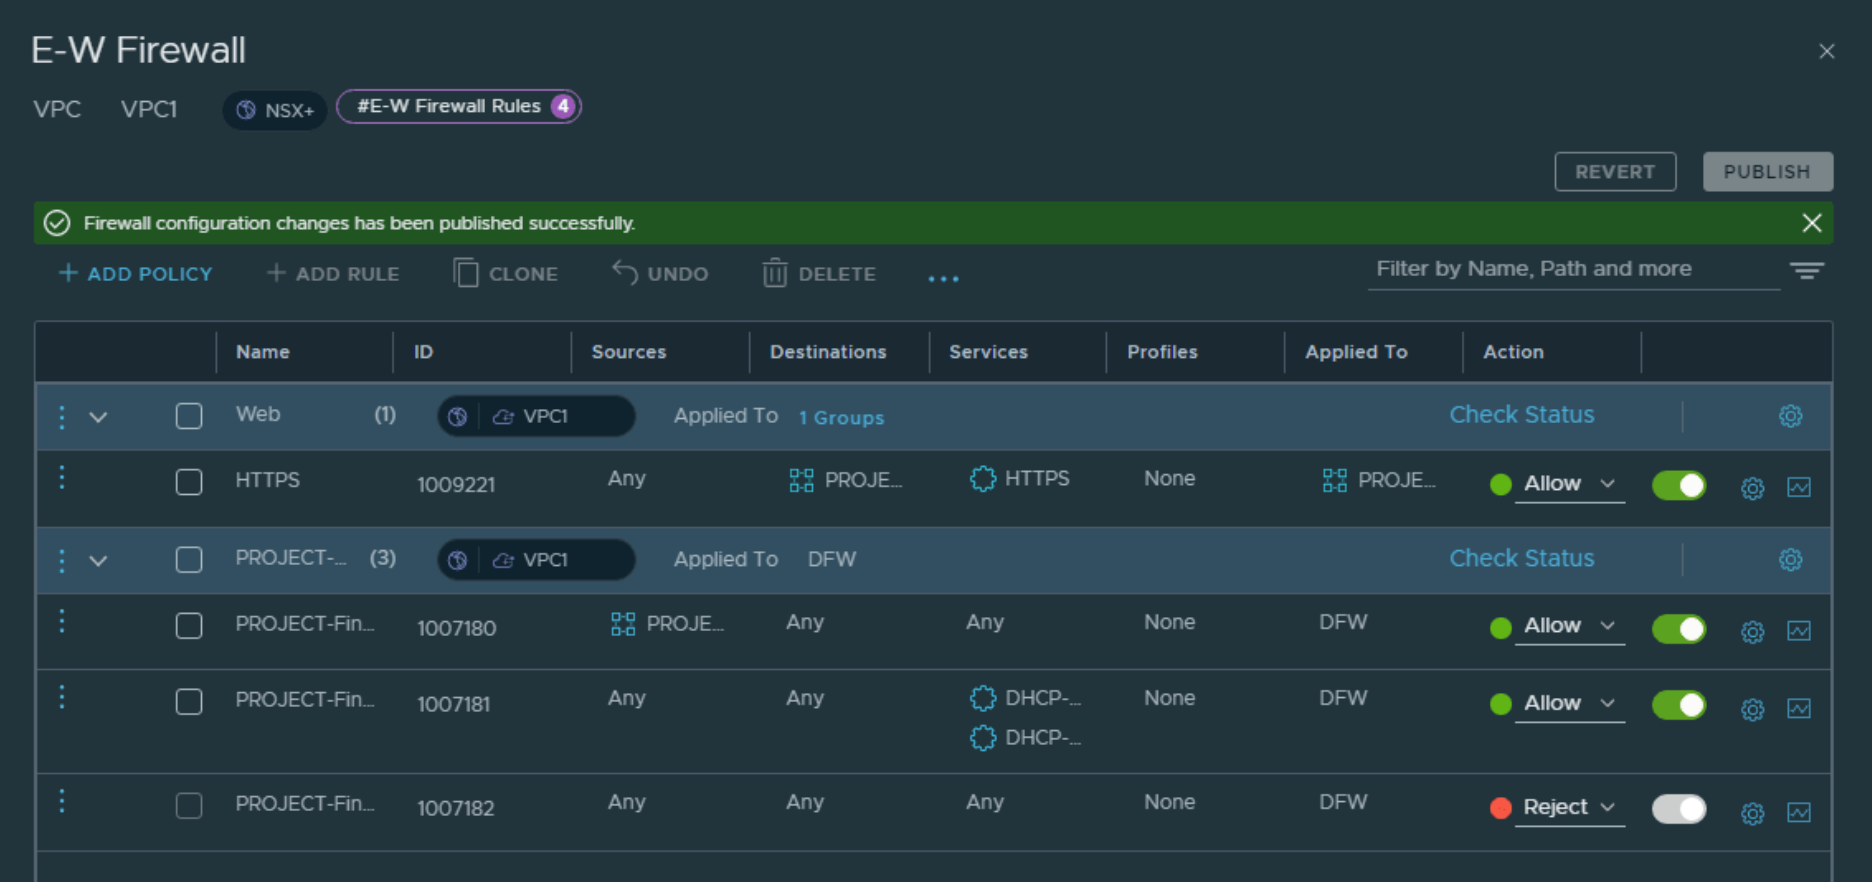 E-W Firewall
VPC VPC1 NSX+ #E-W Firewall Rules 4
REVERT PUBLISH
Firewall configuration changes has been published successfully.
ADD POLICY ADD RULE CLONE UNDO DELETE ... Filter by Name, Path and more
Name ID Sources Destinations Services Profiles Applied To Action
Web (1) VPC1 Applied To 1 Groups Check Status
HTTPS 1009221 Any PROJE... HTTPS None PROJE... Allow
PROJECT-... (3) VPC1 Applied To DFW Check Status
PROJECT-Fin... 1007180 PROJE... Any Any None DFW Allow
PROJECT-Fin... 1007181 Any Any DHCP-... None DFW Allow
DHCP-...
PROJECT-Fin... 1007182 Any Any Any None DFW Reject